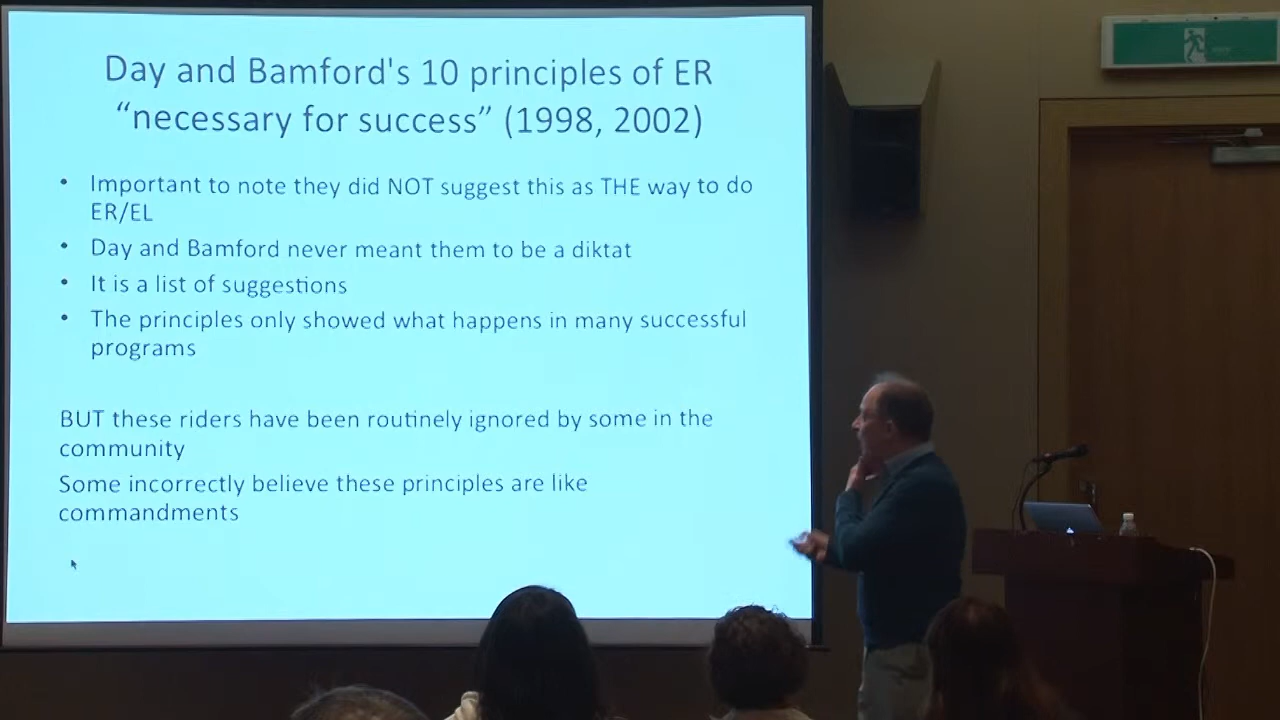 Day and Bamford's 10 principles of ER
“necessary for success” (1998, 2002)
• Important to note they did NOT suggest this as THE way to do
ER/EL
• Day and Bamford never meant them to be a diktat
• It is a list of suggestions
• The principles only showed what happens in many successful
programs
BUT these riders have been routinely ignored by some in the
community
Some incorrectly believe these principles are like
commandments